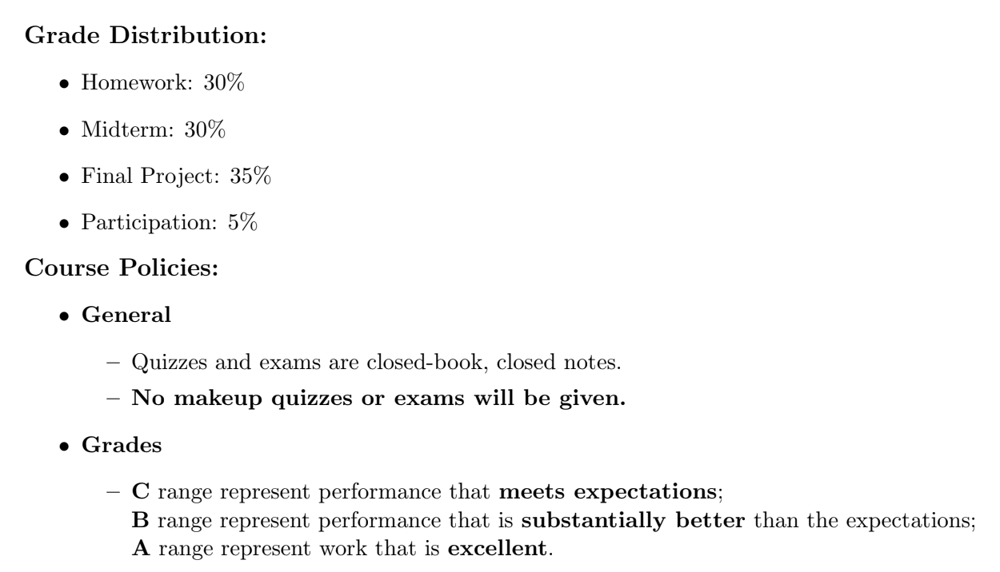 Grade Distribution:
• Homework: 30%
• Midterm: 30%
• Final Project: 35%
• Participation: 5%
Course Policies:
• General
– Quizzes and exams are closed-book, closed notes.
– No makeup quizzes or exams will be given.
• Grades
– C range represent performance that meets expectations;
B range represent performance that is substantially better than the expectations;
A range represent work that is excellent.